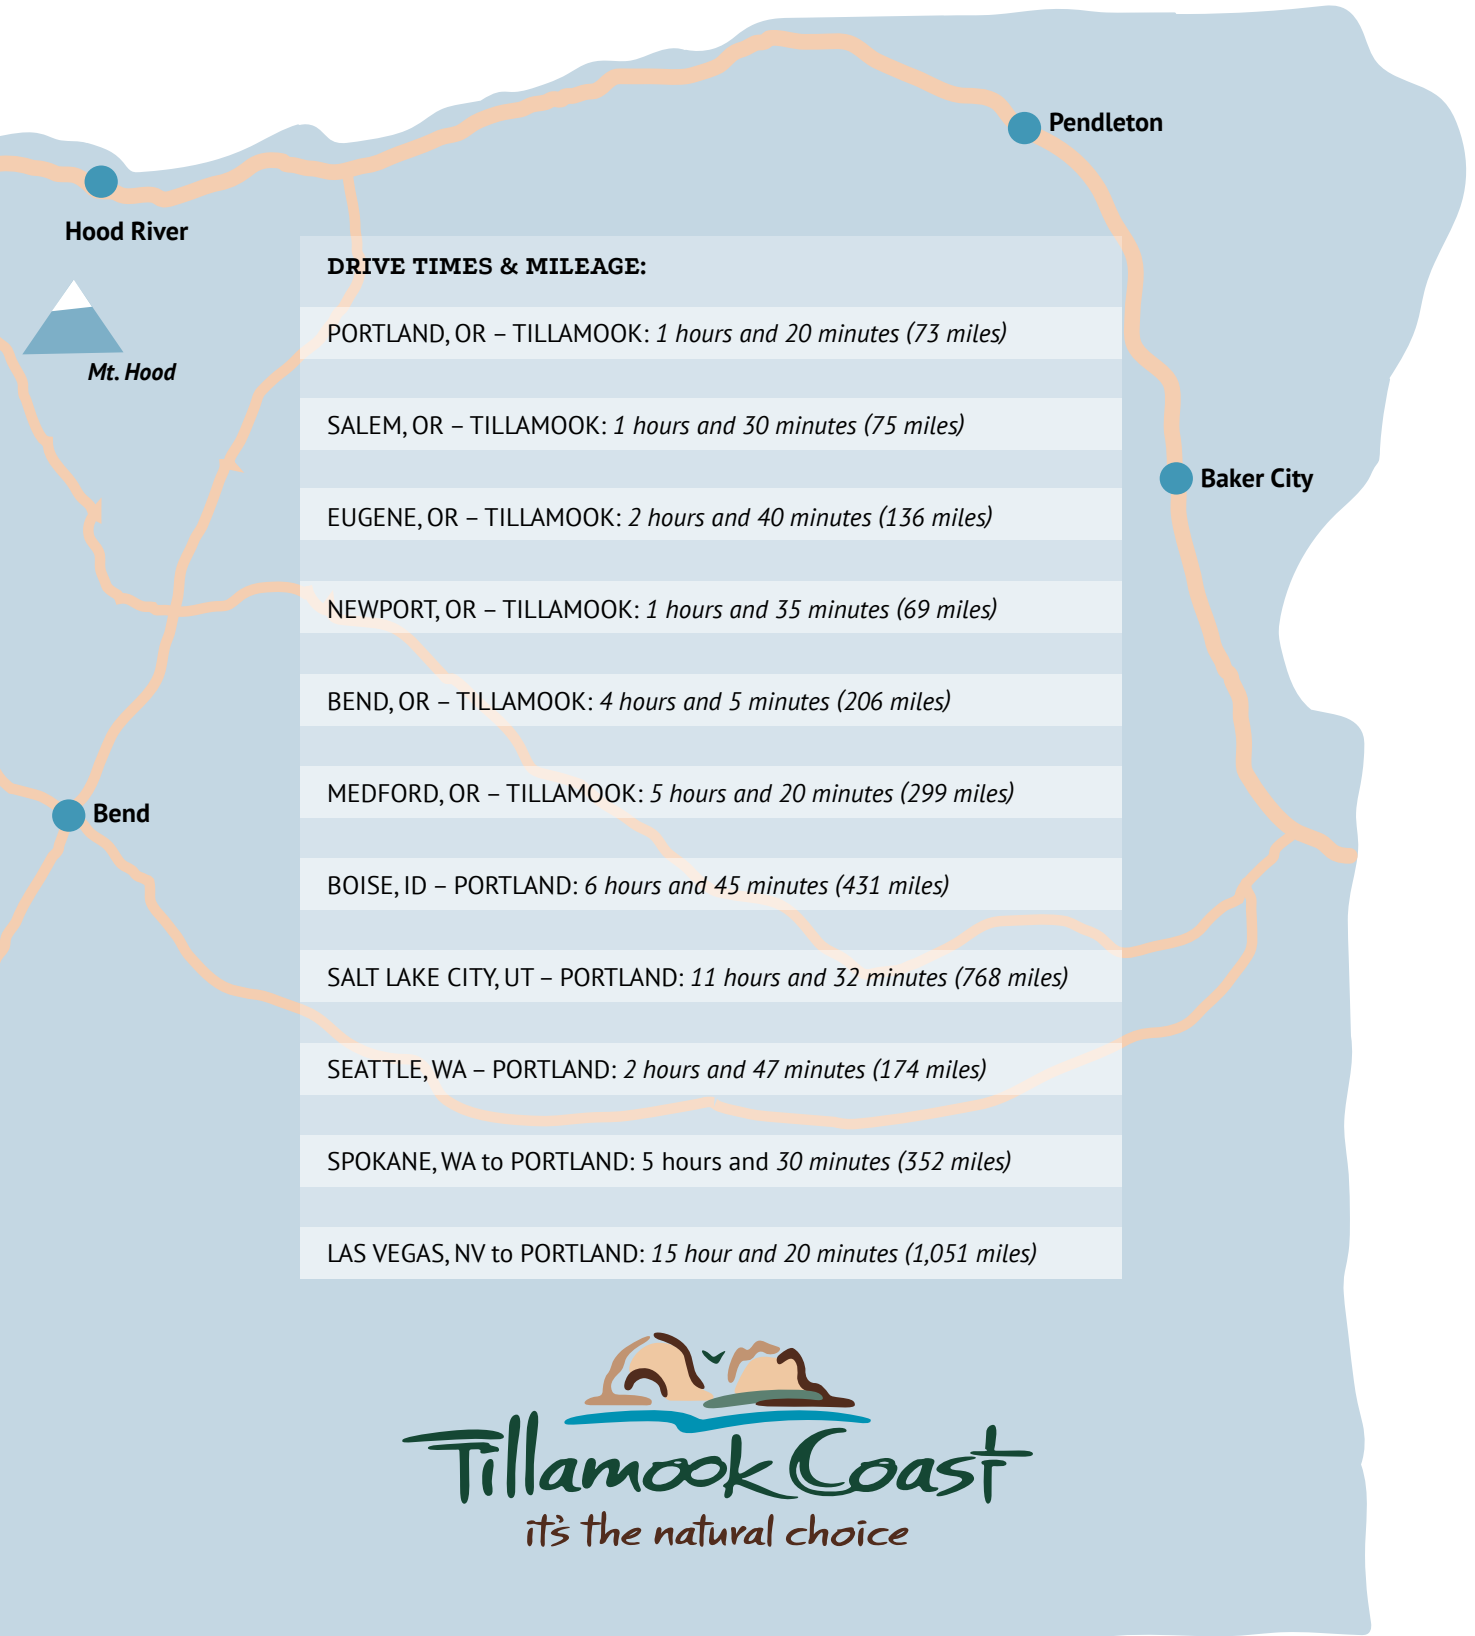 Pendleton
Hood River
DRIVE TIMES & MILEAGE:
PORTLAND, OR – TILLAMOOK: 1 hours and 20 minutes (73 miles)
Mt. Hood
SALEM, OR – TILLAMOOK: 1 hours and 30 minutes (75 miles)
Baker City
EUGENE, OR – TILLAMOOK: 2 hours and 40 minutes (136 miles)
NEWPORT, OR – TILLAMOOK: 1 hours and 35 minutes (69 miles)
BEND, OR – TILLAMOOK: 4 hours and 5 minutes (206 miles)
MEDFORD, OR – TILLAMOOK: 5 hours and 20 minutes (299 miles)
Bend
BOISE, ID – PORTLAND: 6 hours and 45 minutes (431 miles)
SALT LAKE CITY, UT – PORTLAND: 11 hours and 32 minutes (768 miles)
SEATTLE, WA – PORTLAND: 2 hours and 47 minutes (174 miles)
SPOKANE, WA to PORTLAND: 5 hours and 30 minutes (352 miles)
LAS VEGAS, NV to PORTLAND: 15 hour and 20 minutes (1,051 miles)
Tillamook Coast
it's the natural choice